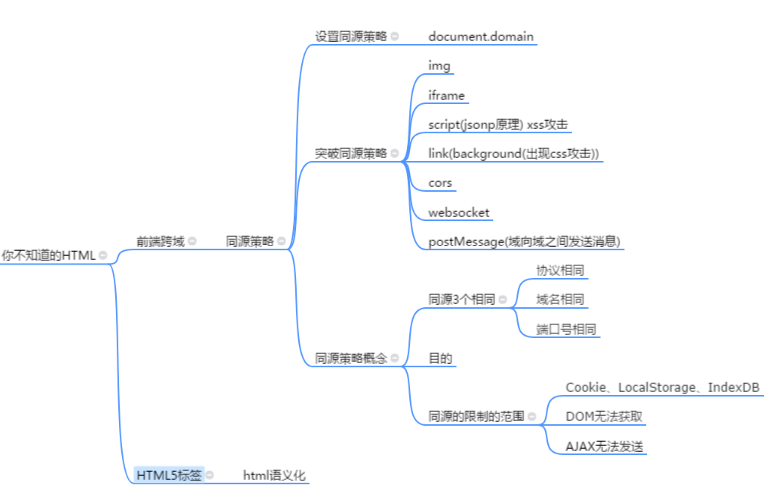 你不知道的HTML
前端跨域
同源策略
设置同源策略
document.domain
突破同源策略
img
iframe
script(jsonp原理) xss攻击
link(background(出现css攻击))
cors
websocket
postMessage(域向域之间发送消息)
同源策略概念
同源3个相同
协议相同
域名相同
端口号相同
目的
同源的限制的范围
Cookie、LocalStorage、IndexDB
DOM无法获取
AJAX无法发送
HTML5标签
html语义化